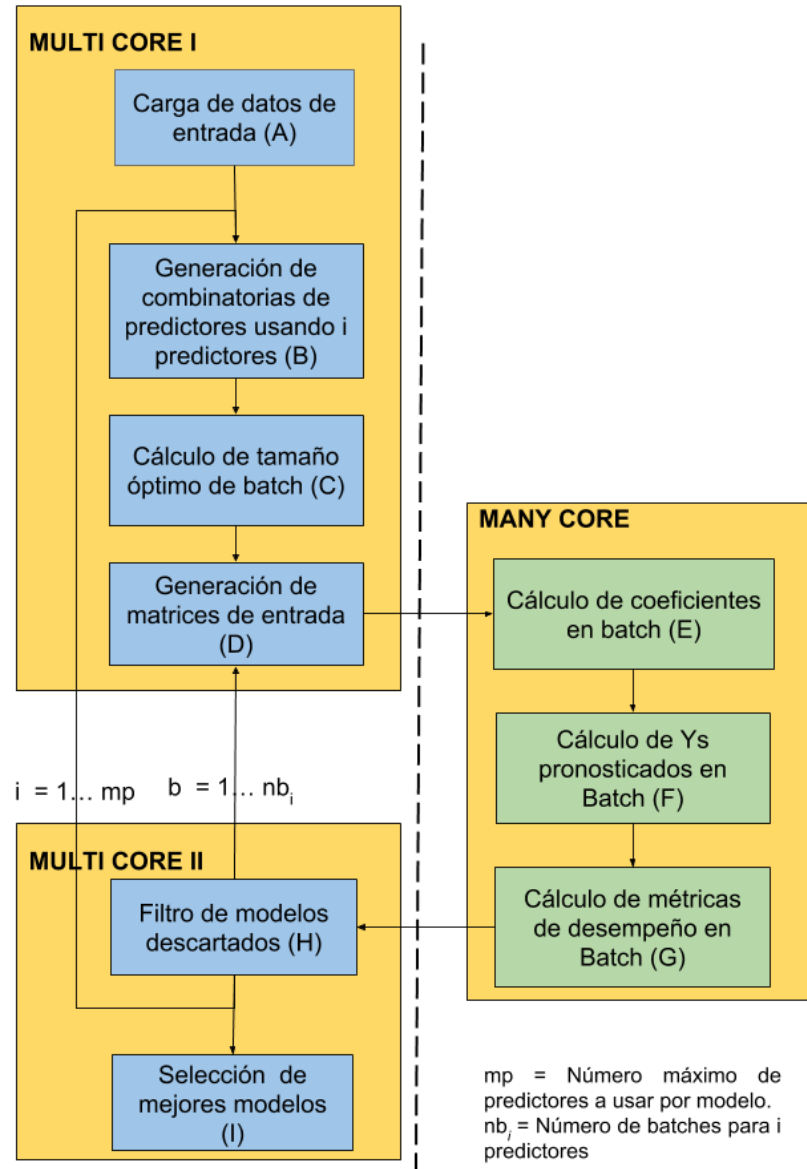 MULTI CORE I
Carga de datos de
entrada (A)
Generación de
combinatorias de
predictores usando i
predictores (B)
Cálculo de tamaño
óptimo de batch (C)
Generación de
matrices de entrada
(D)
MANY CORE
Cálculo de coeficientes
en batch (E)
Cálculo de Ys
pronosticados en
Batch (F)
Cálculo de métricas
de desempeño en
Batch (G)
i = 1... mp
b = 1... nbi
MULTI CORE II
Filtro de modelos
descartados (H)
Selección de
mejores modelos
(I)
mp = Número máximo de
predictores a usar por modelo.
nbi = Número de batches para i
predictores